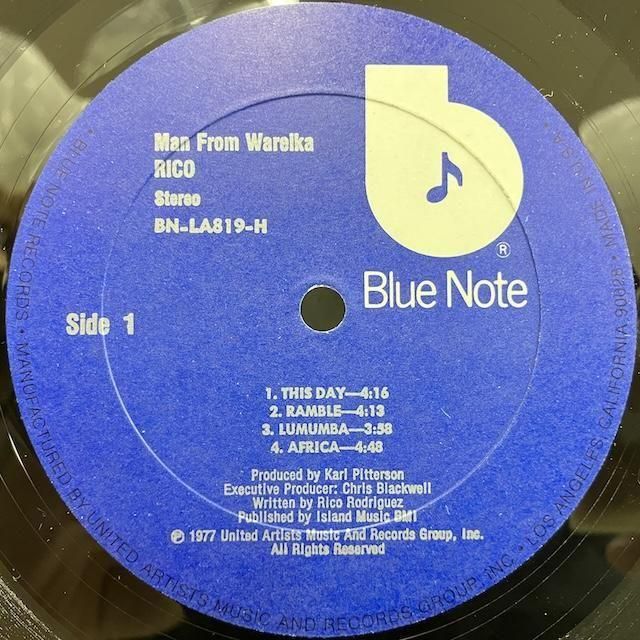 Man From Wareika
RICO
Stereo
BN-LA819-H
®
Blue Note
Side 1
1. THIS DAY—4:16
2. RAMBLE—4:13
3. LUMUMBA—3:58
4. AFRICA—4:48
Produced by Karl Pitterson
Executive Producer: Chris Blackwell
Written by Rico Rodriguez
Published by Island Music BMI
℗ 1977 United Artists Music And Records Group, Inc.
All Rights Reserved
• BLUE NOTE RECORDS • MANUFACTURED BY UNITED ARTISTS MUSIC AND RECORDS GROUP, INC • LOS ANGELES, CALIFORNIA 90028 • MADE IN U.S.A. •